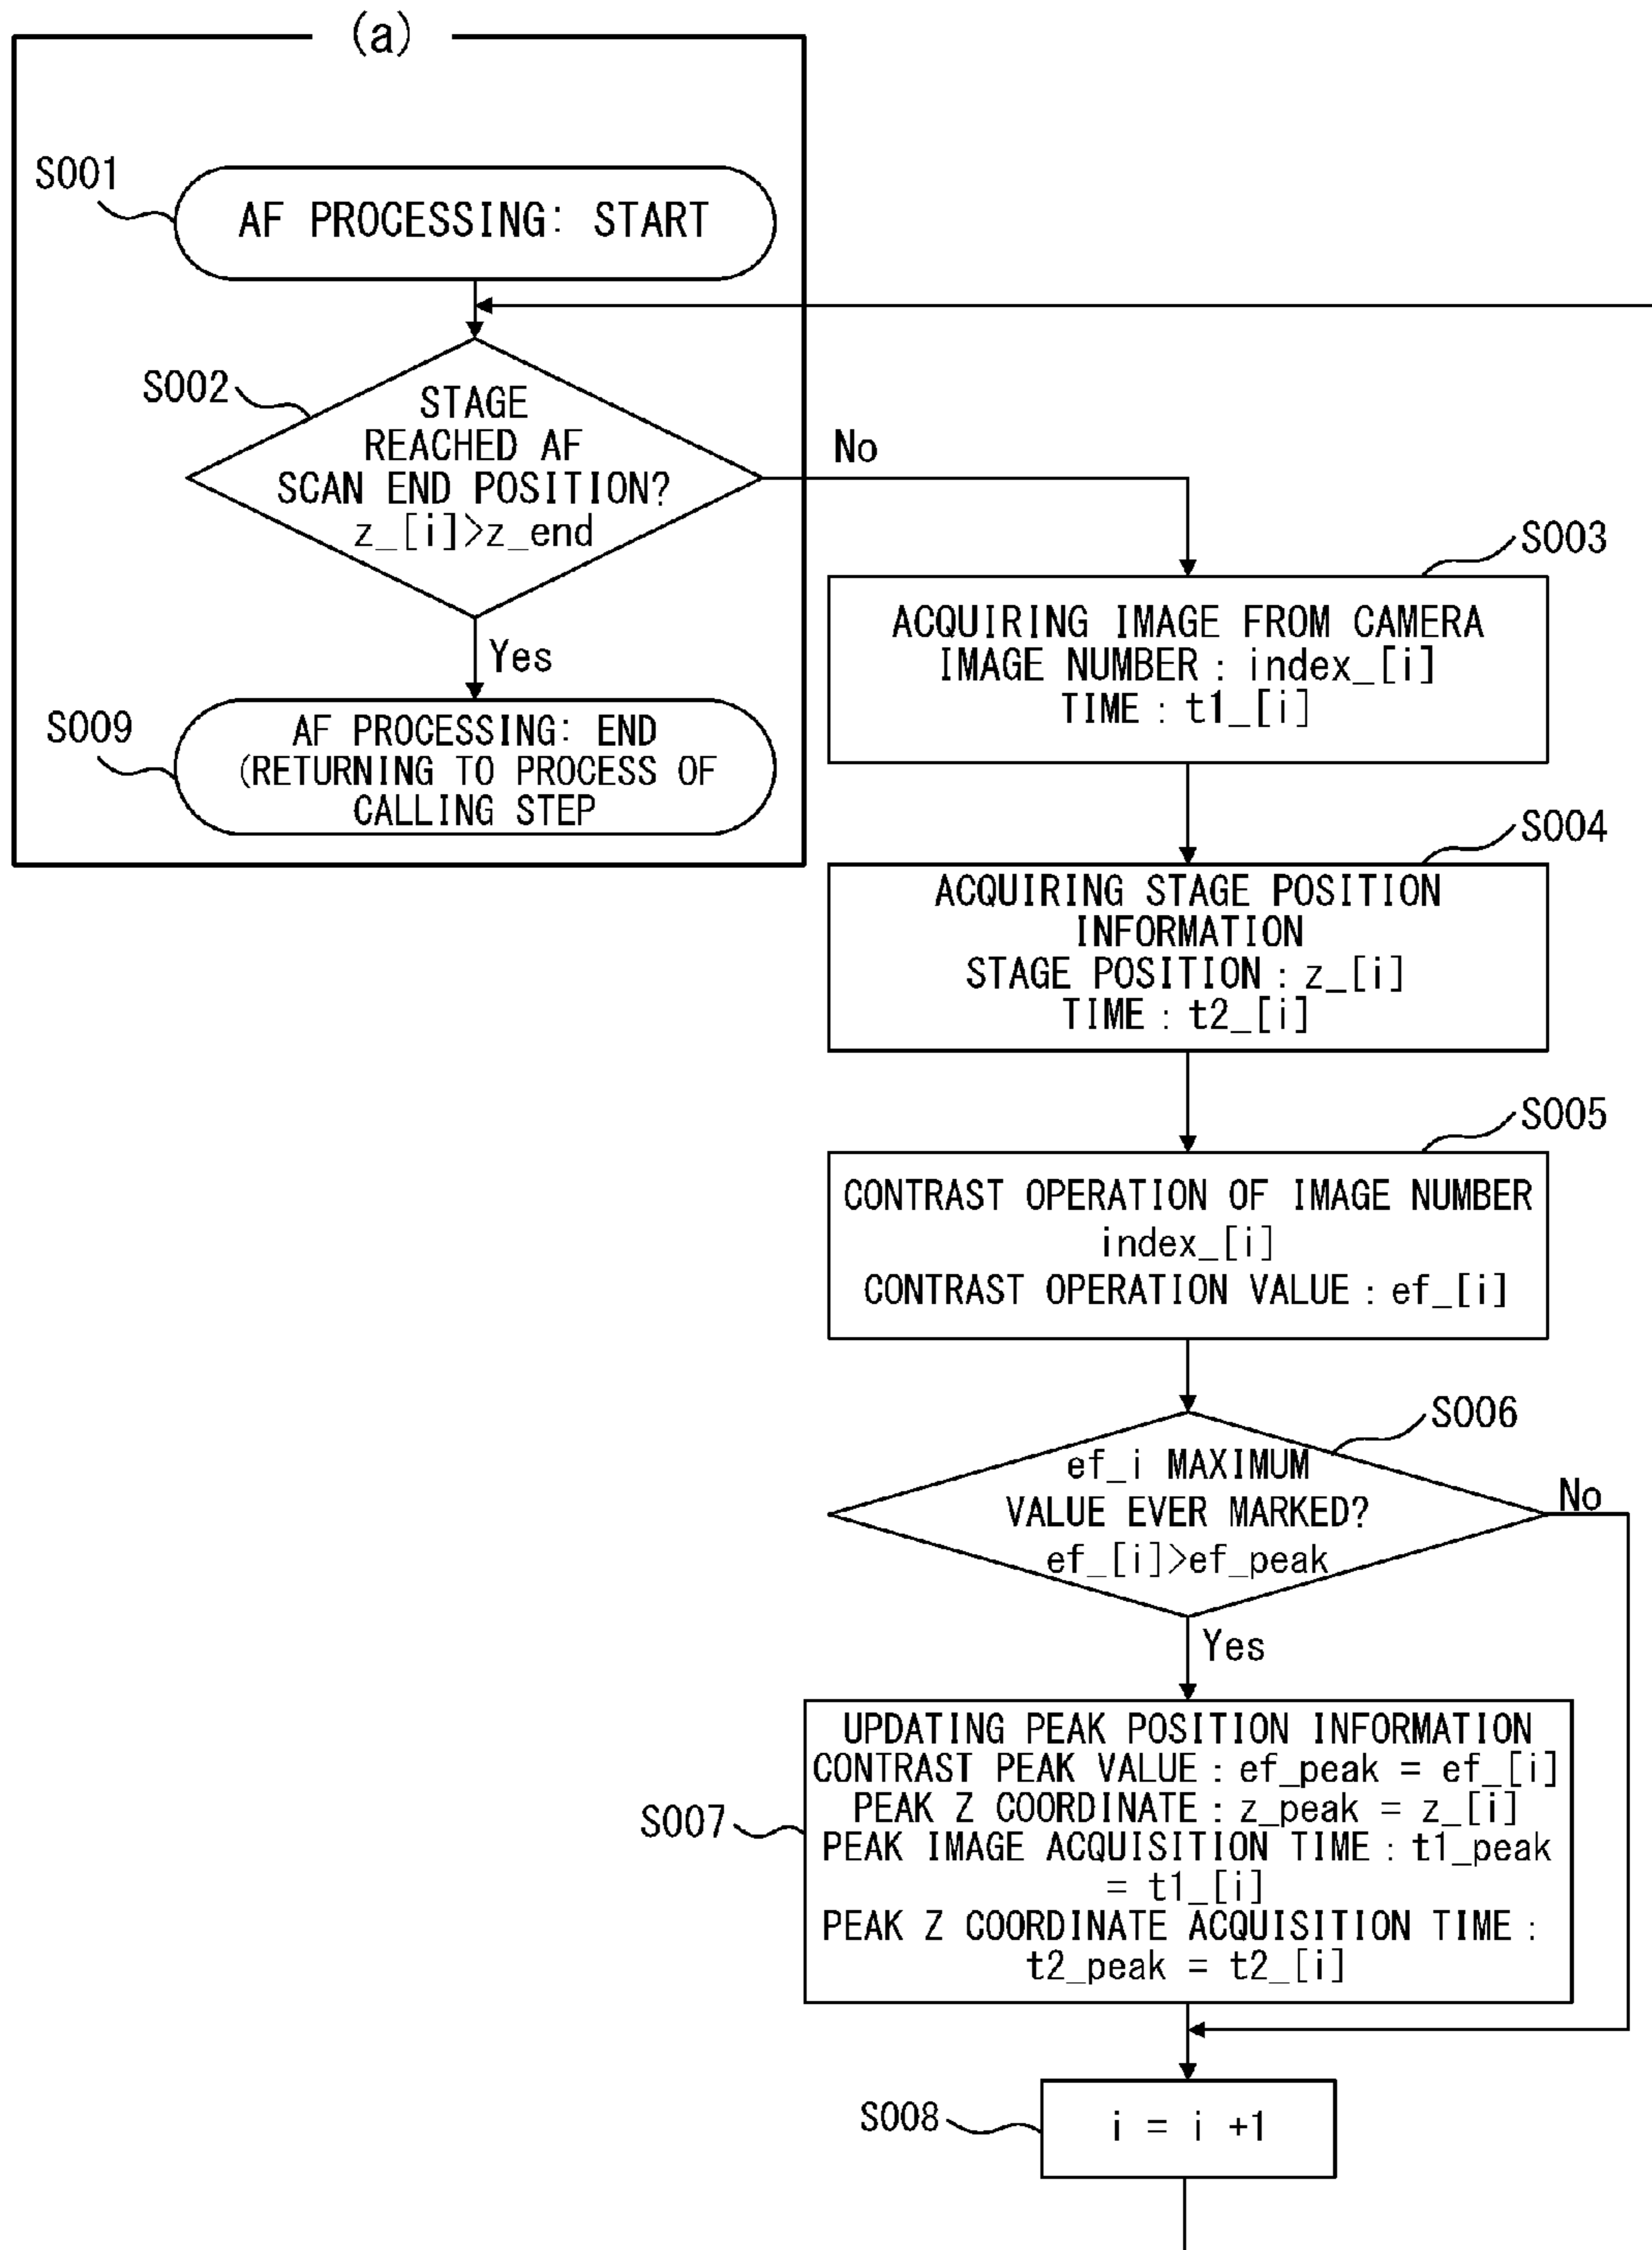 (a)
S001
AF PROCESSING: START
S002
STAGE
REACHED AF
SCAN END POSITION?
z_[i]>z_end
No
Yes
S009
AF PROCESSING: END
(RETURNING TO PROCESS OF
CALLING STEP
S003
ACQUIRING IMAGE FROM CAMERA
IMAGE NUMBER : index_[i]
TIME : t1_[i]
S004
ACQUIRING STAGE POSITION
INFORMATION
STAGE POSITION : z_[i]
TIME : t2_[i]
S005
CONTRAST OPERATION OF IMAGE NUMBER
index_[i]
CONTRAST OPERATION VALUE : ef_[i]
S006
ef_i MAXIMUM
VALUE EVER MARKED?
ef_[i]>ef_peak
No
Yes
S007
UPDATING PEAK POSITION INFORMATION
CONTRAST PEAK VALUE : ef_peak = ef_[i]
PEAK Z COORDINATE : z_peak = z_[i]
PEAK IMAGE ACQUISITION TIME : t1_peak
= t1_[i]
PEAK Z COORDINATE ACQUISITION TIME :
t2_peak = t2_[i]
S008
i = i +1